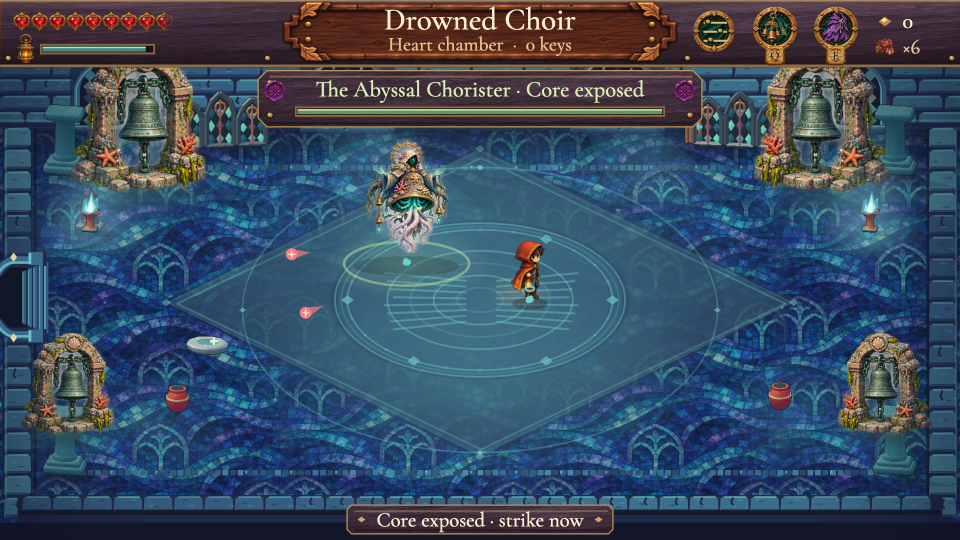 Drowned Choir
Heart chamber · 0 keys
Q
E
0
×6
The Abyssal Chorister · Core exposed
Core exposed · strike now